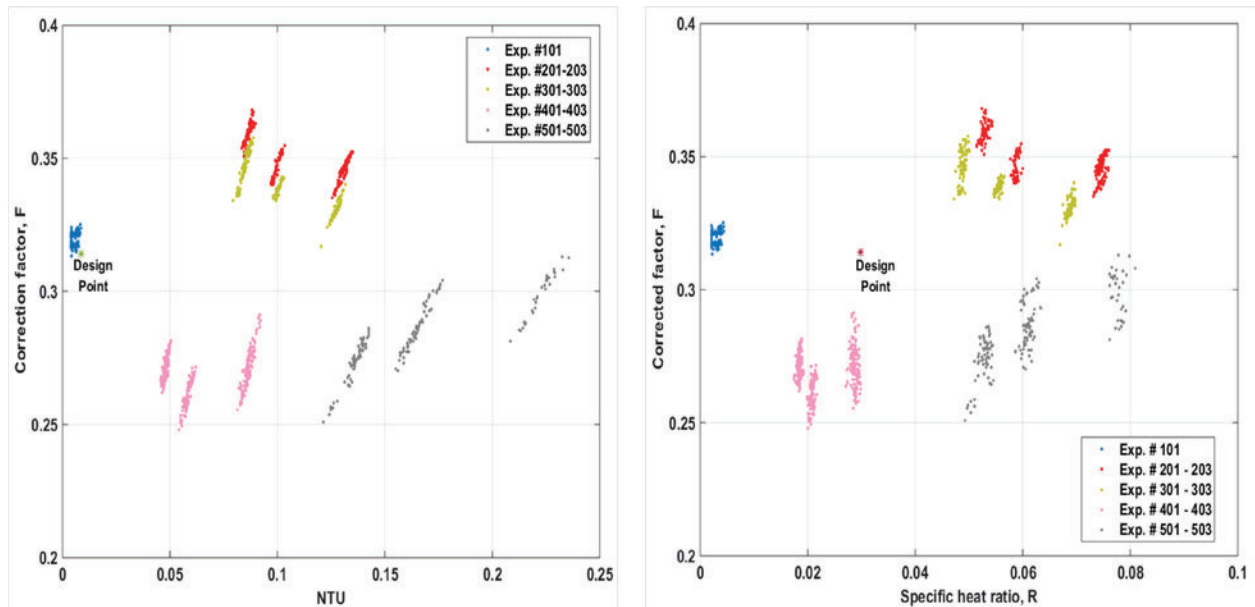 0.4
0.35
0.3
0.25
0.2
Correction factor, F
Exp. #101
Exp. #201-203
Exp. #301-303
Exp. #401-403
Exp. #501-503
Design
Point
0
0.05
0.1
0.15
0.2
0.25
NTU
0.4
0.35
0.3
0.25
0.2
Corrected factor, F
Design
Point
Exp. # 101
Exp. # 201 - 203
Exp. # 301 - 303
Exp. # 401 - 403
Exp. # 501 - 503
0
0.02
0.04
0.06
0.08
0.1
Specific heat ratio, R